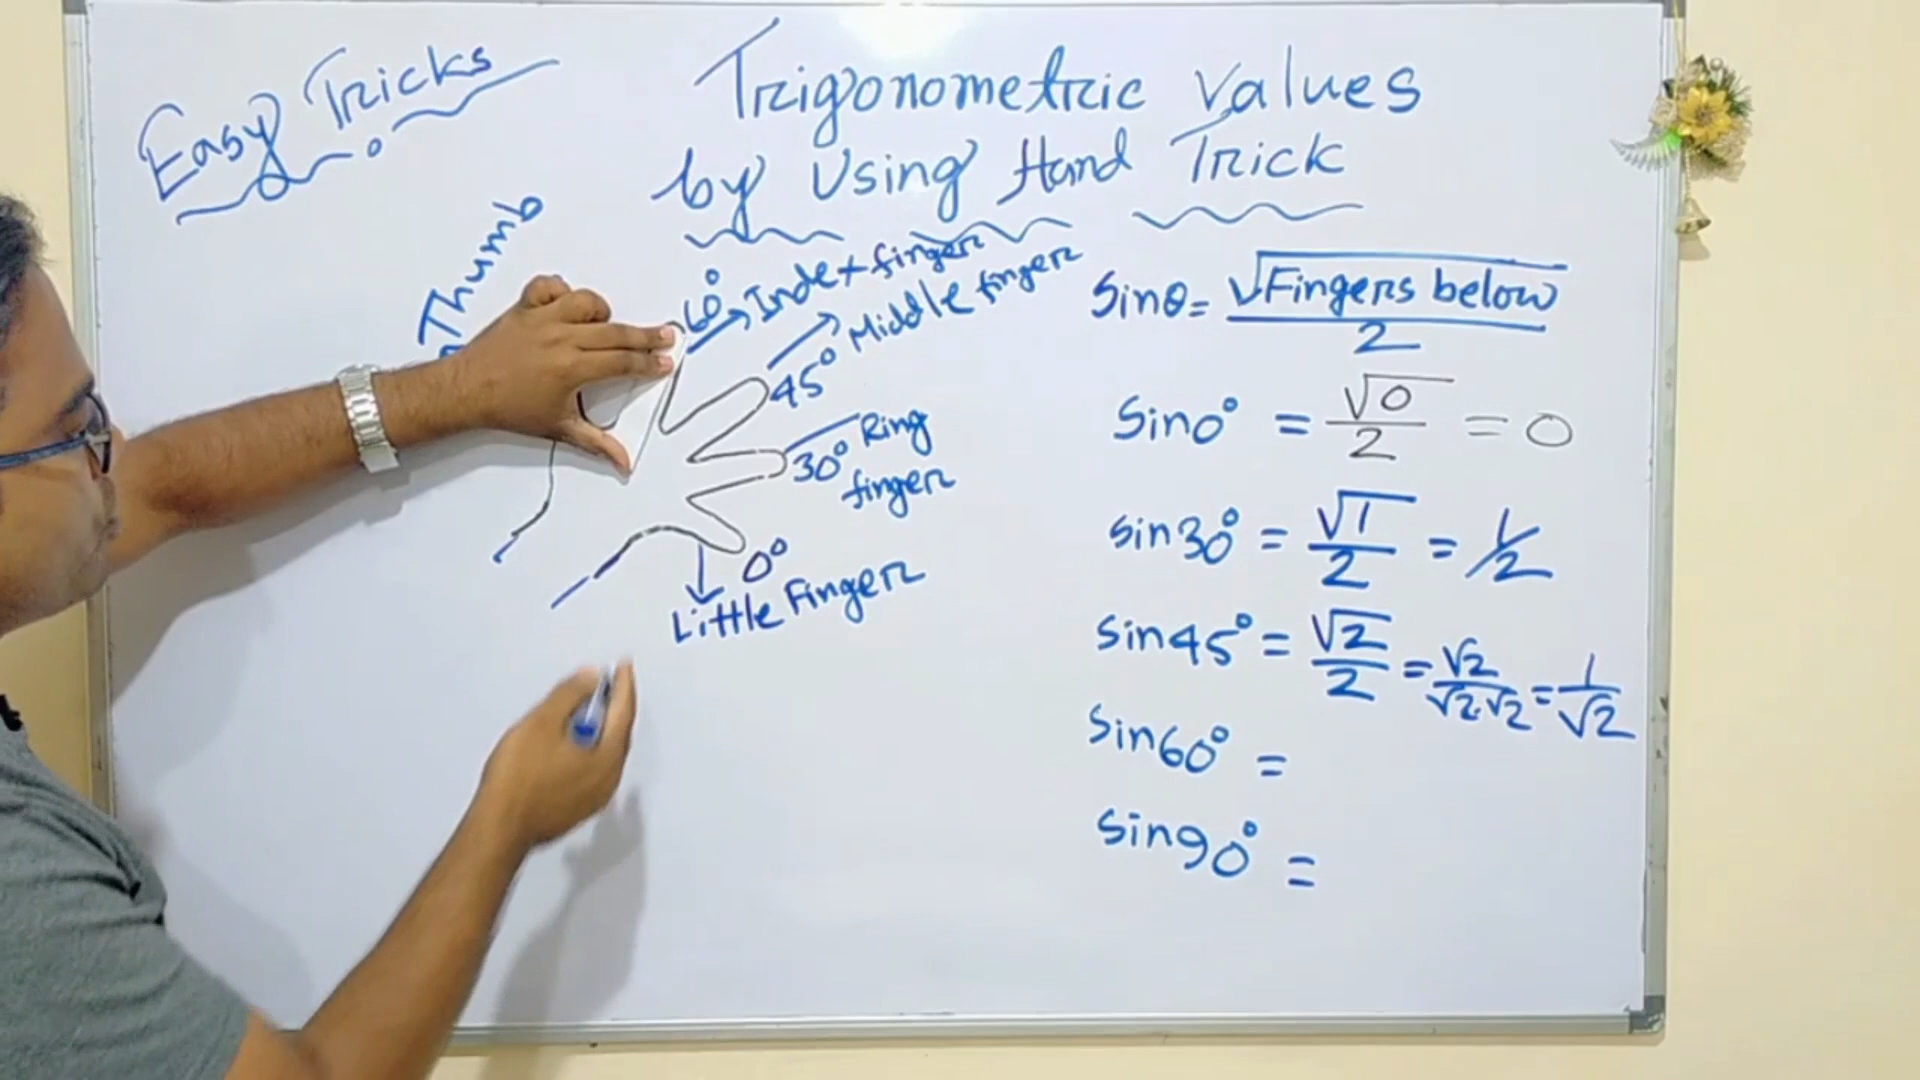 Easy Tricks
Trigonometric Values
by Using Hand Trick
Thumb
60° Index finger
45° Middle finger
30° Ring
finger
0°
Little Finger
Sinθ = √Fingers below / 2
Sin0° = √0 / 2 = 0
Sin30° = √1 / 2 = 1/2
Sin45° = √2 / 2 = √2 / √2.√2 = 1 / √2
Sin60° =
Sin90° =